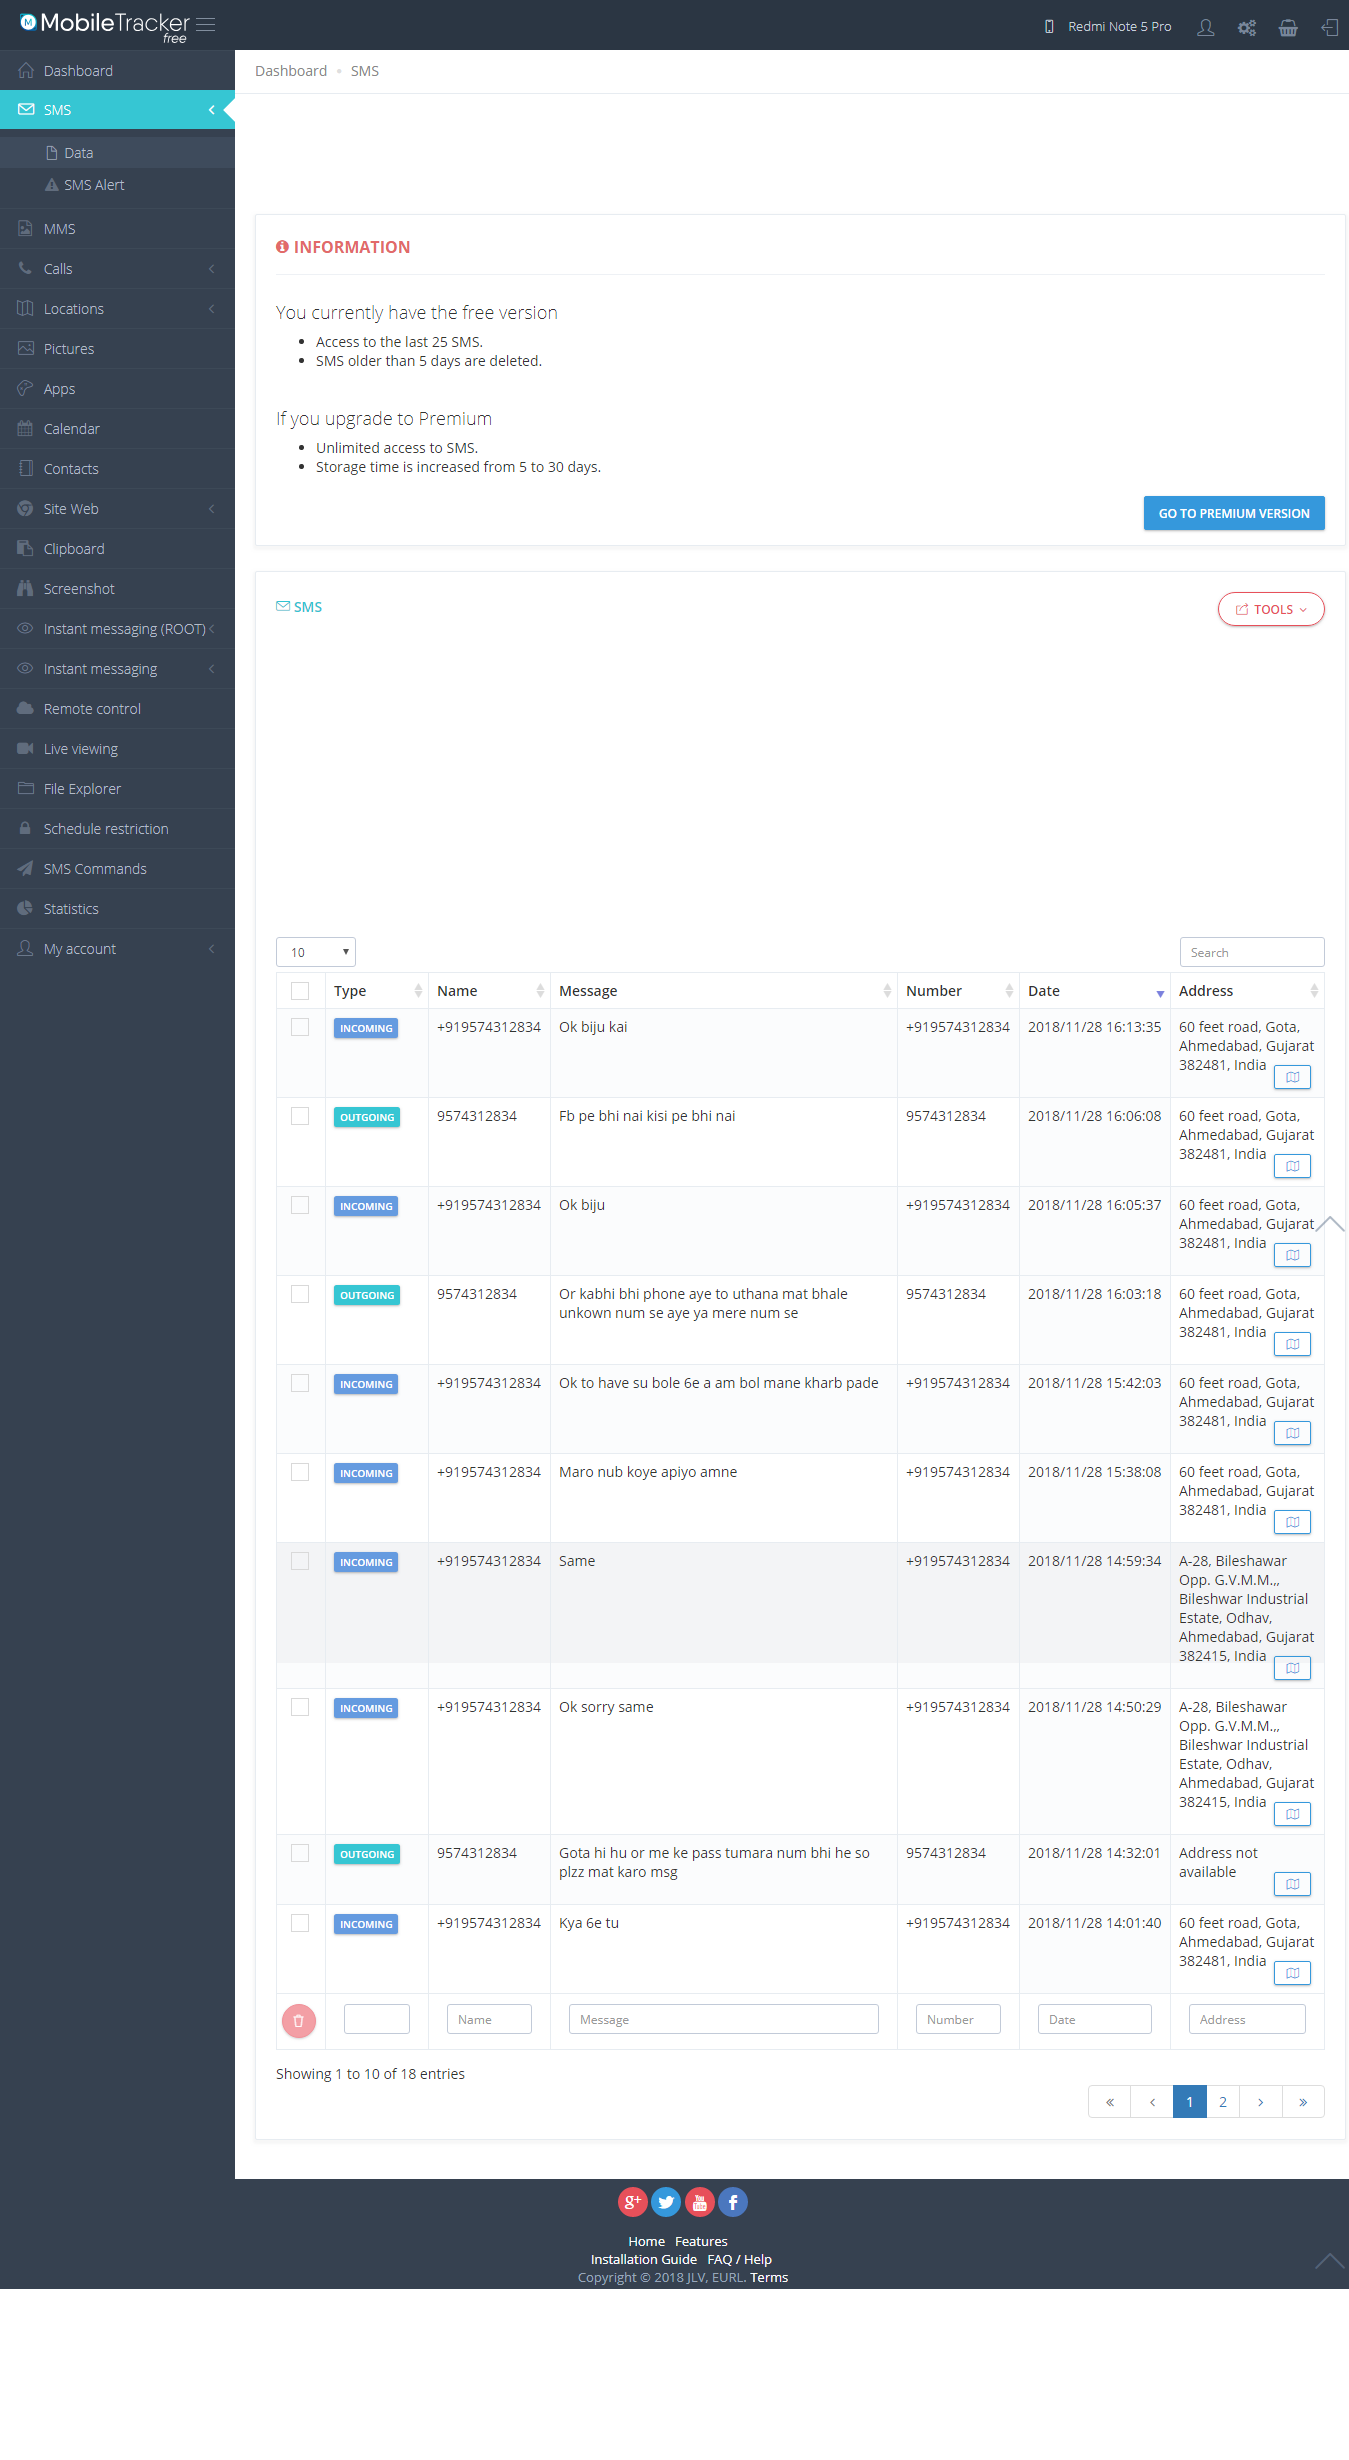 MobileTracker
free
Redmi Note 5 Pro
Dashboard
SMS
Data
SMS Alert
MMS
Calls
Locations
Pictures
Apps
Calendar
Contacts
Site Web
Clipboard
Screenshot
Instant messaging (ROOT)
Instant messaging
Remote control
Live viewing
File Explorer
Schedule restriction
SMS Commands
Statistics
My account
Dashboard • SMS
INFORMATION
You currently have the free version
• Access to the last 25 SMS.
• SMS older than 5 days are deleted.
If you upgrade to Premium
• Unlimited access to SMS.
• Storage time is increased from 5 to 30 days.
GO TO PREMIUM VERSION
SMS
TOOLS
10
Search
Type Name Message Number Date Address
INCOMING +919574312834 Ok biju kai +919574312834 2018/11/28 16:13:35 60 feet road, Gota,
Ahmedabad, Gujarat
382481, India
OUTGOING 9574312834 Fb pe bhi nai kisi pe bhi nai 9574312834 2018/11/28 16:06:08 60 feet road, Gota,
Ahmedabad, Gujarat
382481, India
INCOMING +919574312834 Ok biju +919574312834 2018/11/28 16:05:37 60 feet road, Gota,
Ahmedabad, Gujarat
382481, India
OUTGOING 9574312834 Or kabhi bhi phone aye to uthana mat bhale 9574312834 2018/11/28 16:03:18 60 feet road, Gota,
unkown num se aye ya mere num se Ahmedabad, Gujarat
382481, India
INCOMING +919574312834 Ok to have su bole 6e a am bol mane kharb pade +919574312834 2018/11/28 15:42:03 60 feet road, Gota,
Ahmedabad, Gujarat
382481, India
INCOMING +919574312834 Maro nub koye apiyo amne +919574312834 2018/11/28 15:38:08 60 feet road, Gota,
Ahmedabad, Gujarat
382481, India
INCOMING +919574312834 Same +919574312834 2018/11/28 14:59:34 A-28, Bileshawar
Opp. G.V.M.M.,,
Bileshwar Industrial
Estate, Odhav,
Ahmedabad, Gujarat
382415, India
INCOMING +919574312834 Ok sorry same +919574312834 2018/11/28 14:50:29 A-28, Bileshawar
Opp. G.V.M.M.,,
Bileshwar Industrial
Estate, Odhav,
Ahmedabad, Gujarat
382415, India
OUTGOING 9574312834 Gota hi hu or me ke pass tumara num bhi he so 9574312834 2018/11/28 14:32:01 Address not
plzz mat karo msg available
INCOMING +919574312834 Kya 6e tu +919574312834 2018/11/28 14:01:40 60 feet road, Gota,
Ahmedabad, Gujarat
382481, India
Name Message Number Date Address
Showing 1 to 10 of 18 entries
« ‹ 1 2 › »
g+ You Tube f
Home Features
Installation Guide FAQ / Help
Copyright © 2018 JLV, EURL. Terms